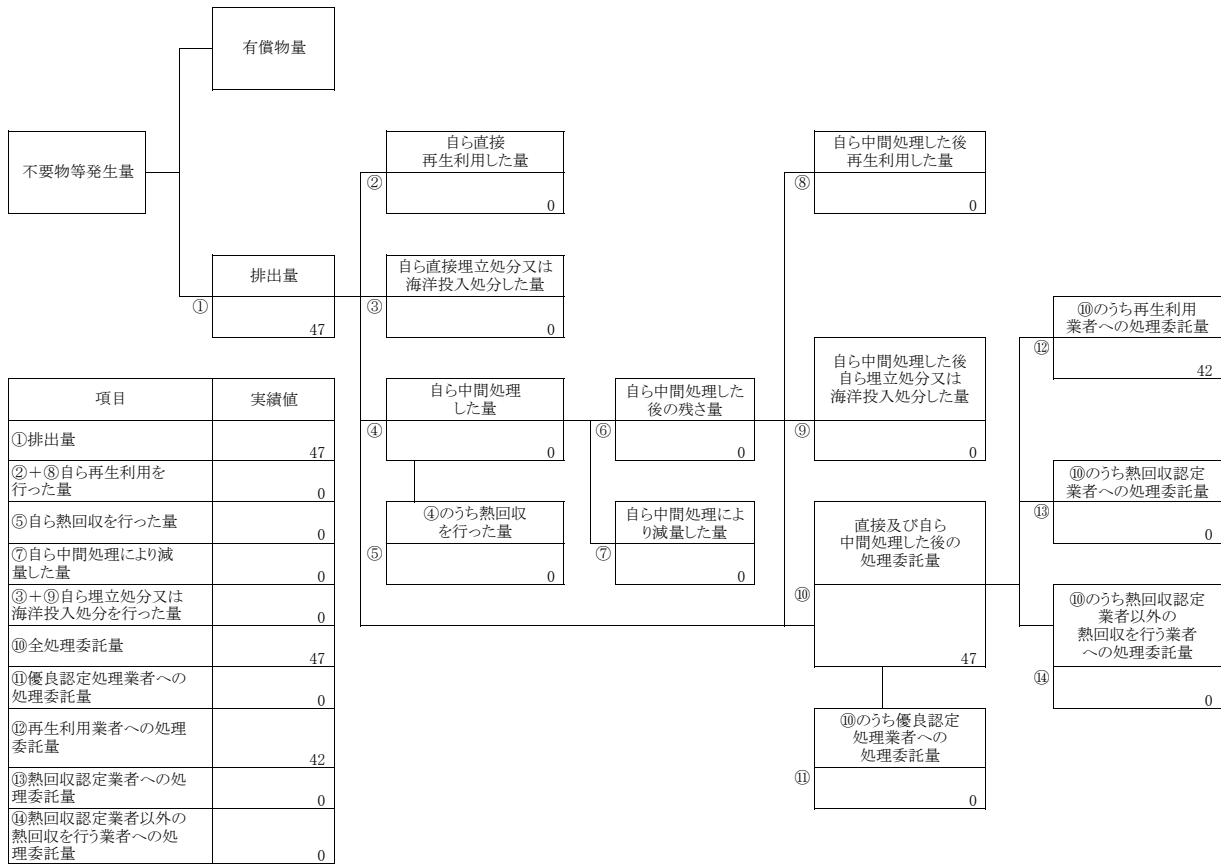 有償物量
不要物等発生量
自ら直接
再生利用した量
②
0
自ら中間処理した後
再生利用した量
⑧
0
排出量
①
47
自ら直接埋立処分又は
海洋投入処分した量
③
0
⑩のうち再生利用
業者への処理委託量
⑫
42
自ら中間処理
した量
④
0
自ら中間処理した
後の残さ量
⑥
0
自ら中間処理した後
自ら埋立処分又は
海洋投入処分した量
⑨
0
⑩のうち熱回収認定
業者への処理委託量
⑬
0
④のうち熱回収
を行った量
⑤
0
自ら中間処理によ
り減量した量
⑦
0
直接及び自ら
中間処理した後の
処理委託量
⑩
47
⑩のうち熱回収認定
業者以外の
熱回収を行う業者
への処理委託量
⑭
0
⑩のうち優良認定
処理業者への
処理委託量
⑪
0
項目 実績値
①排出量 47
②+⑧自ら再生利用を
行った量 0
⑤自ら熱回収を行った量 0
⑦自ら中間処理により減
量した量 0
③+⑨自ら埋立処分又は
海洋投入処分を行った量 0
⑩全処理委託量 47
⑪優良認定処理業者への
処理委託量 0
⑫再生利用業者への処理
委託量 42
⑬熱回収認定業者への処
理委託量 0
⑭熱回収認定業者以外の
熱回収を行う業者への処
理委託量 0